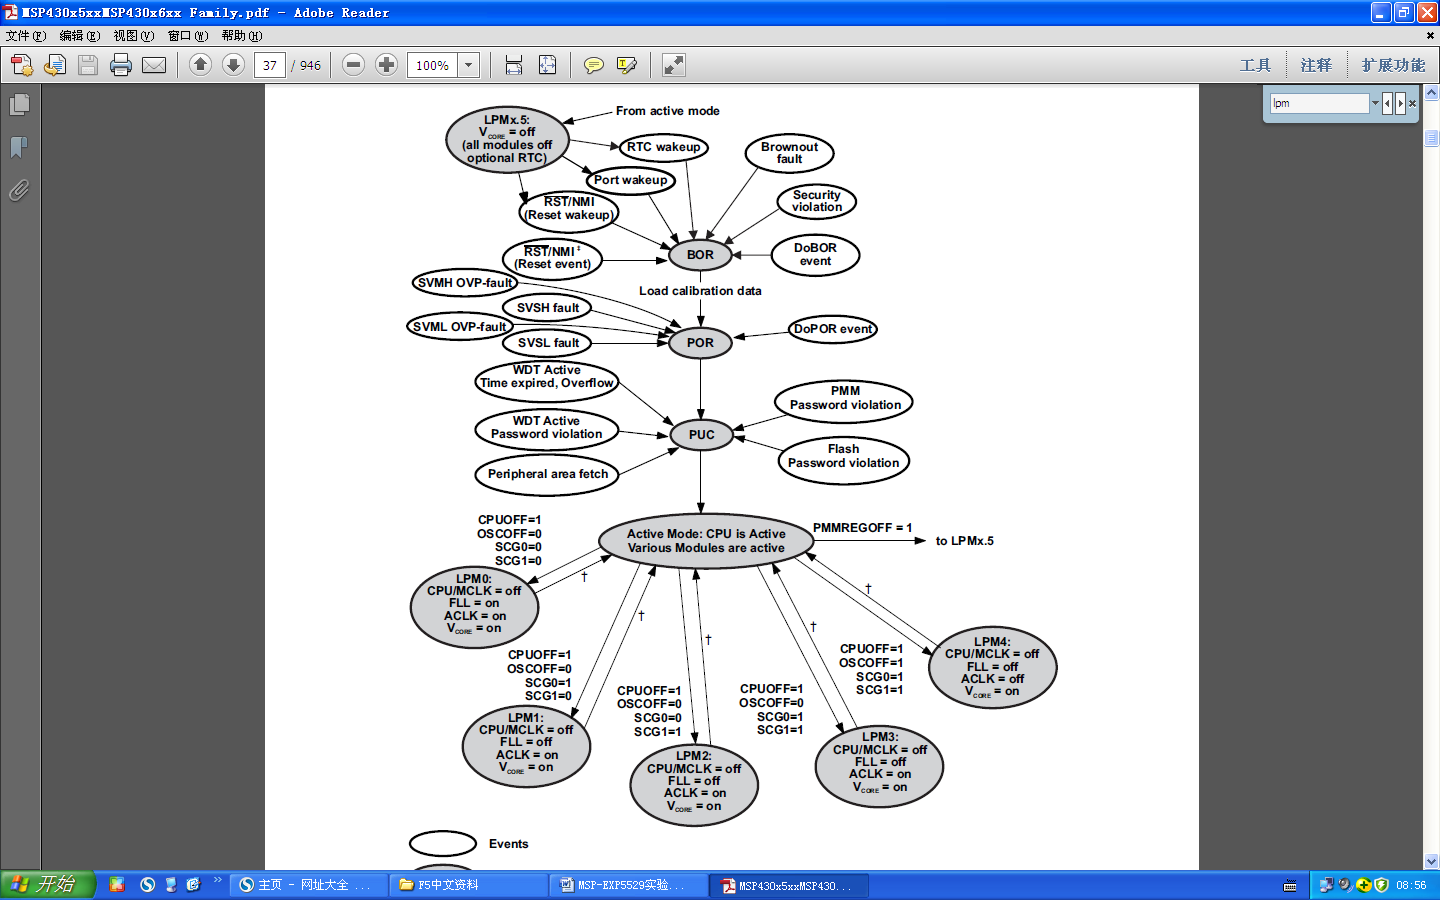 MSP430x5xxMSP430x6xx Family.pdf - Adobe Reader
文件(F) 编辑(E) 视图(V) 窗口(W) 帮助(H)
37 / 946 100% 工具 注释 扩展功能
lpm
From active mode
LPMx.5:
VCORE = off
(all modules off
optional RTC)
RTC wakeup
Port wakeup
RST/NMI
(Reset wakeup)
Brownout
fault
Security
violation
DoBOR
event
BOR
RST/NMI ‡
(Reset event)
Load calibration data
SVMH OVP-fault
SVSH fault
SVML OVP-fault
SVSL fault
POR
DoPOR event
WDT Active
Time expired, Overflow
WDT Active
Password violation
Peripheral area fetch
PUC
PMM
Password violation
Flash
Password violation
Active Mode: CPU is Active
Various Modules are active
PMMREGOFF = 1
to LPMx.5
CPUOFF=1
OSCOFF=0
SCG0=0
SCG1=0
†
LPM0:
CPU/MCLK = off
FLL = on
ACLK = on
VCORE = on
CPUOFF=1
OSCOFF=0
SCG0=1
SCG1=0
†
LPM1:
CPU/MCLK = off
FLL = off
ACLK = on
VCORE = on
CPUOFF=1
OSCOFF=0
SCG0=0
SCG1=1
†
LPM2:
CPU/MCLK = off
FLL = off
ACLK = on
VCORE = on
CPUOFF=1
OSCOFF=0
SCG0=1
SCG1=1
†
LPM3:
CPU/MCLK = off
FLL = off
ACLK = on
VCORE = on
CPUOFF=1
OSCOFF=1
SCG0=1
SCG1=1
†
LPM4:
CPU/MCLK = off
FLL = off
ACLK = off
VCORE = on
Events
开始 主页 - 网址大全 ... F5中文资料 MSP-EXP5529实验... MSP430x5xxMSP430... 08:56